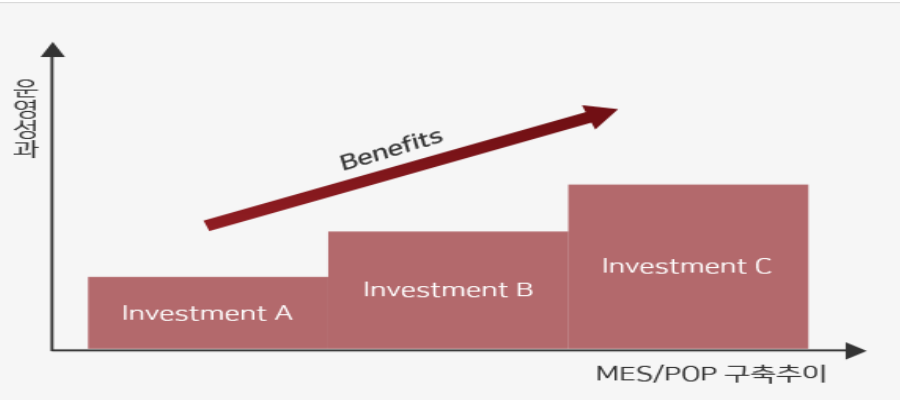 운영성과
Benefits
Investment A
Investment B
Investment C
MES/POP 구축추이